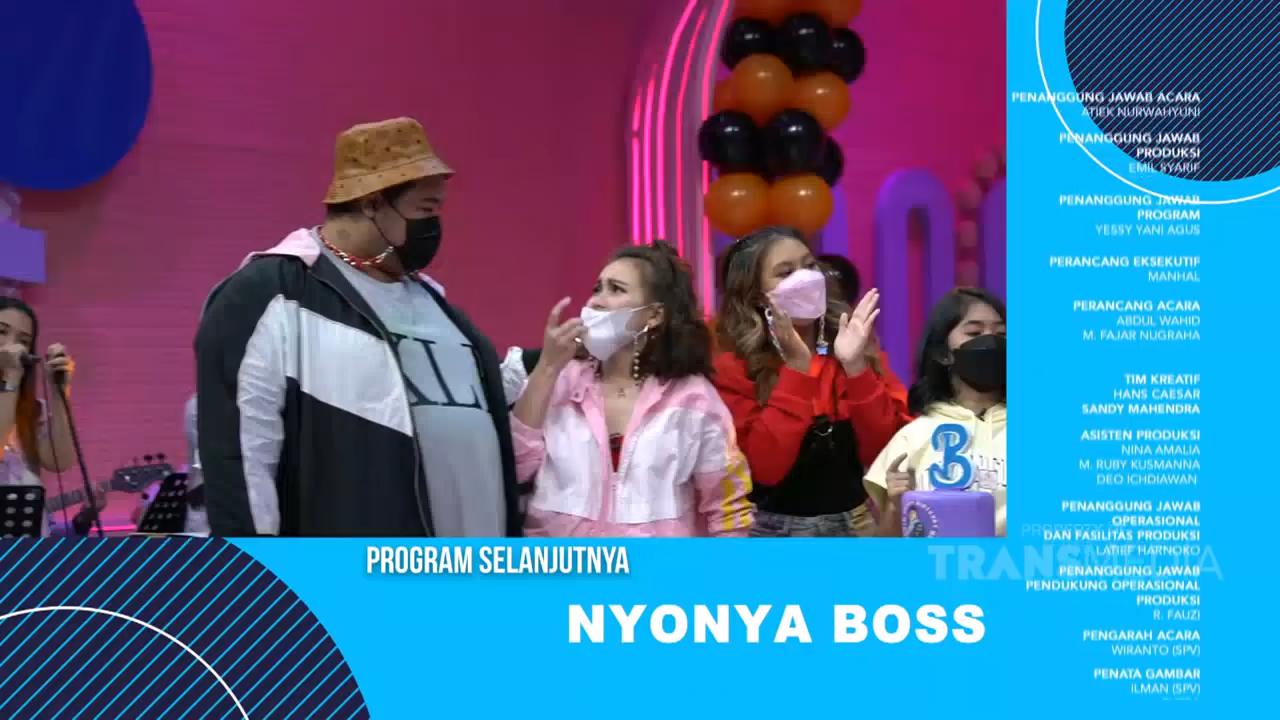 XLI
B
PROGRAM SELANJUTNYA
NYONYA BOSS
PENANGGUNG JAWAB ACARA
ATIEK NURWAHYUNI
PENANGGUNG JAWAB
PRODUKSI
EMIL SYARIF
PENANGGUNG JAWAB
PROGRAM
YESSY YANI AGUS
PERANCANG EKSEKUTIF
MANHAL
PERANCANG ACARA
ABDUL WAHID
M. FAJAR NUGRAHA
TIM KREATIF
HANS CAESAR
SANDY MAHENDRA
ASISTEN PRODUKSI
NINA AMALIA
M. RUBY KUSMANNA
DEO ICHDIAWAN
PENANGGUNG JAWAB
OPERASIONAL
DAN FASILITAS PRODUKSI
LATIEF HARNOKO
PENANGGUNG JAWAB
PENDUKUNG OPERASIONAL
PRODUKSI
R. FAUZI
PENGARAH ACARA
WIRANTO (SPV)
PENATA GAMBAR
ILMAN (SPV)
TRANSMEDIA